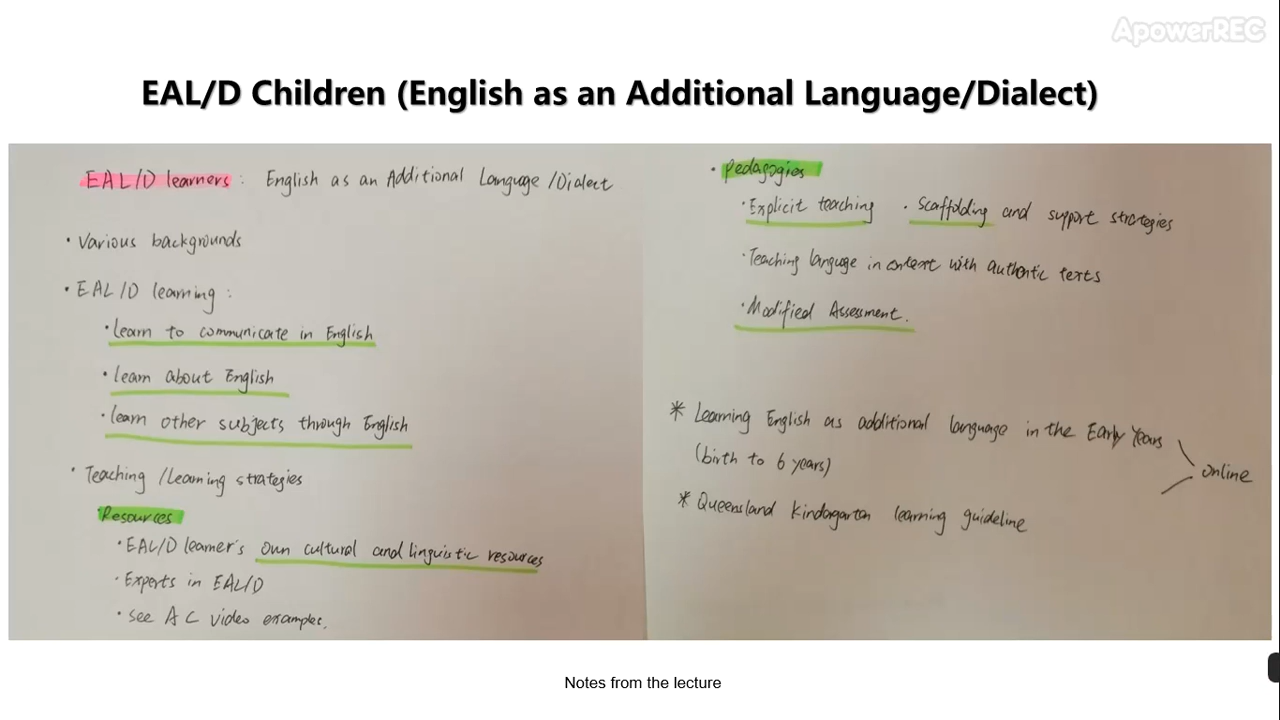 ApowerREC
EAL/D Children (English as an Additional Language/Dialect)
EAL/D learners : English as an Additional Language /Dialect
· Various backgrounds
· EAL/D learning :
· learn to communicate in English
· learn about English
· learn other subjects through English
· Teaching /Learning strategies
Resources
· EAL/D learner's own cultural and linguistic resources
· Experts in EAL/D
· see AC video examples.
· Pedagogies
· Explicit teaching · Scaffolding and support strategies
· Teaching language in context with authentic texts
· Modified Assessment.
* Learning English as additional language in the Early Years
(birth to 6 years)
online
* Queensland Kindergarten learning guideline
Notes from the lecture